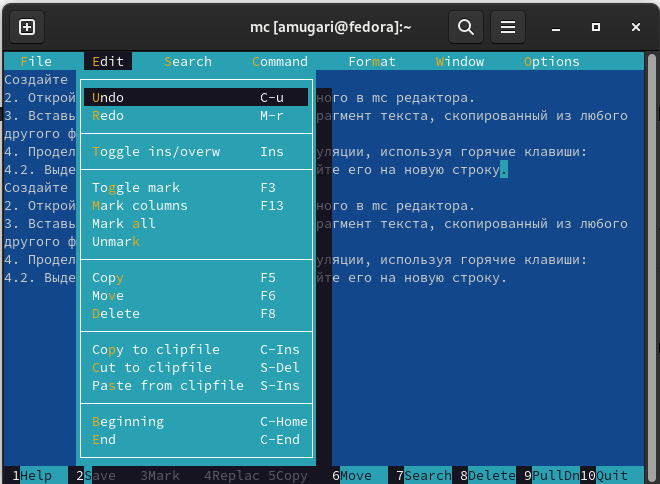 mc [amugari@fedora]:~
File Edit Search Command Format Window Options
Создайте
Undo C-u
2. Откро ного в mc редактора.
Redo M-r
3. Вставь рагмент текста, скопированный из любого
другого ф
Toggle ins/overw Ins
4. Продел уляции, используя горячие клавиши:
4.2. Выде йте его на новую строку.
Создайте
Toggle mark F3
2. Откро ного в mc редактора.
Mark columns F13
3. Вставь рагмент текста, скопированный из любого
Mark all
другого ф
Unmark
4. Продел уляции, используя горячие клавиши:
4.2. Выде йте его на новую строку.
Copy F5
Move F6
Delete F8
Copy to clipfile C-Ins
Cut to clipfile S-Del
Paste from clipfile S-Ins
Beginning C-Home
End C-End
1Help 2Save 3Mark 4Replac 5Copy 6Move 7Search 8Delete 9PullDn 10Quit